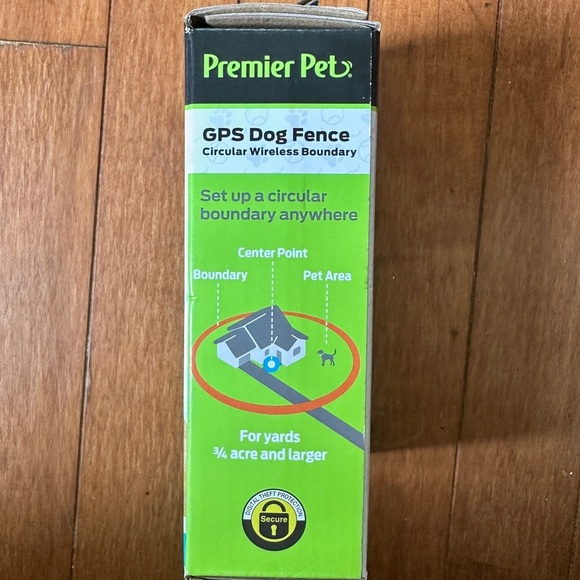 Premier Pet
GPS Dog Fence
Circular Wireless Boundary
Set up a circular
boundary anywhere
Center Point
Boundary
Pet Area
For yards
¾ acre and larger
DIGITAL THEFT PROTECTION
Secure